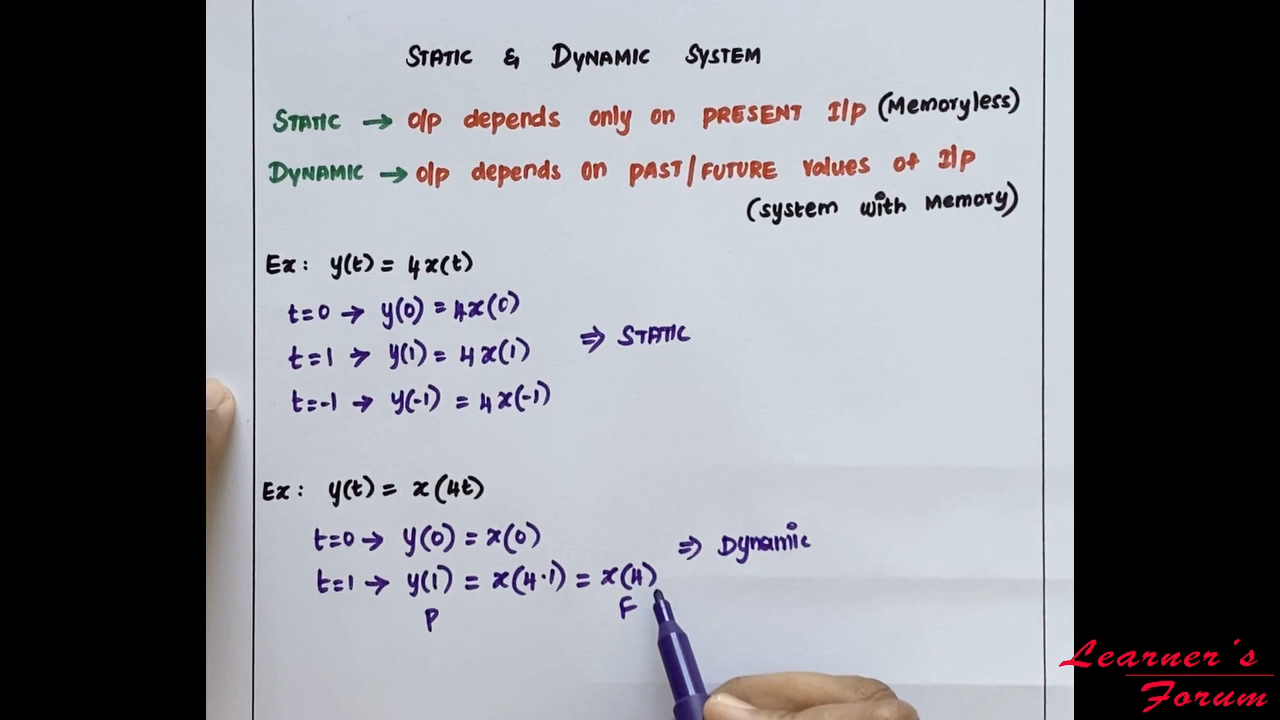 STATIC & DYNAMIC SYSTEM
STATIC → o/p depends only on PRESENT I/p (Memoryless)
DYNAMIC → o/p depends on PAST/FUTURE values of I/p
(system with Memory)
Ex: y(t) = 4x(t)
t=0 → y(0) = 4x(0)
t=1 → y(1) = 4x(1) ⇒ STATIC
t=-1 → y(-1) = 4x(-1)
Ex: y(t) = x(4t)
t=0 → y(0) = x(0) ⇒ Dynamic
t=1 → y(1) = x(4·1) = x(4)
P F
Learner's
Forum